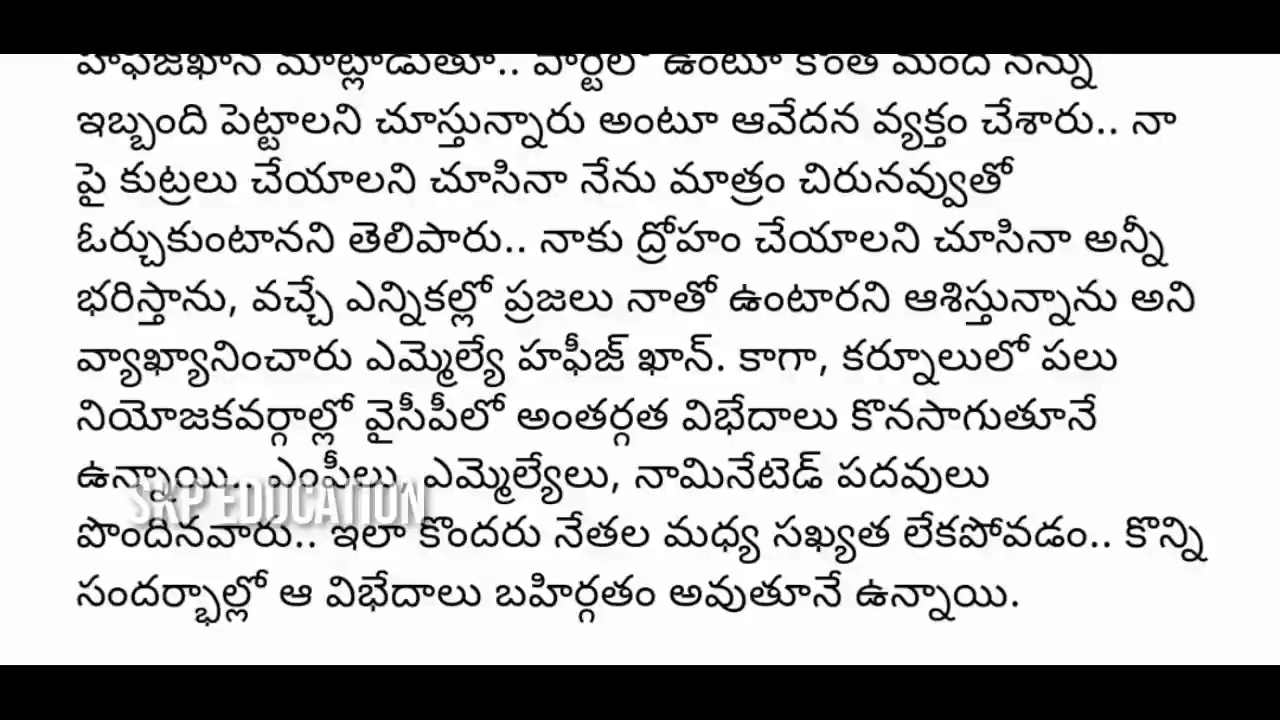 హఫీజ్‌ఖాన్ మాట్లాడుతూ.. పార్టీలో ఉంటూ కొంత మంది నన్ను
ఇబ్బంది పెట్టాలని చూస్తున్నారు అంటూ ఆవేదన వ్యక్తం చేశారు.. నా
పై కుట్రలు చేయాలని చూసినా నేను మాత్రం చిరునవ్వుతో
ఓర్చుకుంటానని తెలిపారు.. నాకు ద్రోహం చేయాలని చూసినా అన్నీ
భరిస్తాను, వచ్చే ఎన్నికల్లో ప్రజలు నాతో ఉంటారని ఆశిస్తున్నాను అని
వ్యాఖ్యానించారు ఎమ్మెల్యే హఫీజ్ ఖాన్. కాగా, కర్నూలులో పలు
నియోజకవర్గాల్లో వైసీపీలో అంతర్గత విభేదాలు కొనసాగుతూనే
ఉన్నాయి.. ఎంపీలు, ఎమ్మెల్యేలు, నామినేటెడ్ పదవులు
SKP EDUCATION
పొందినవారు.. ఇలా కొందరు నేతల మధ్య సఖ్యత లేకపోవడం.. కొన్ని
సందర్భాల్లో ఆ విభేదాలు బహిర్గతం అవుతూనే ఉన్నాయి.